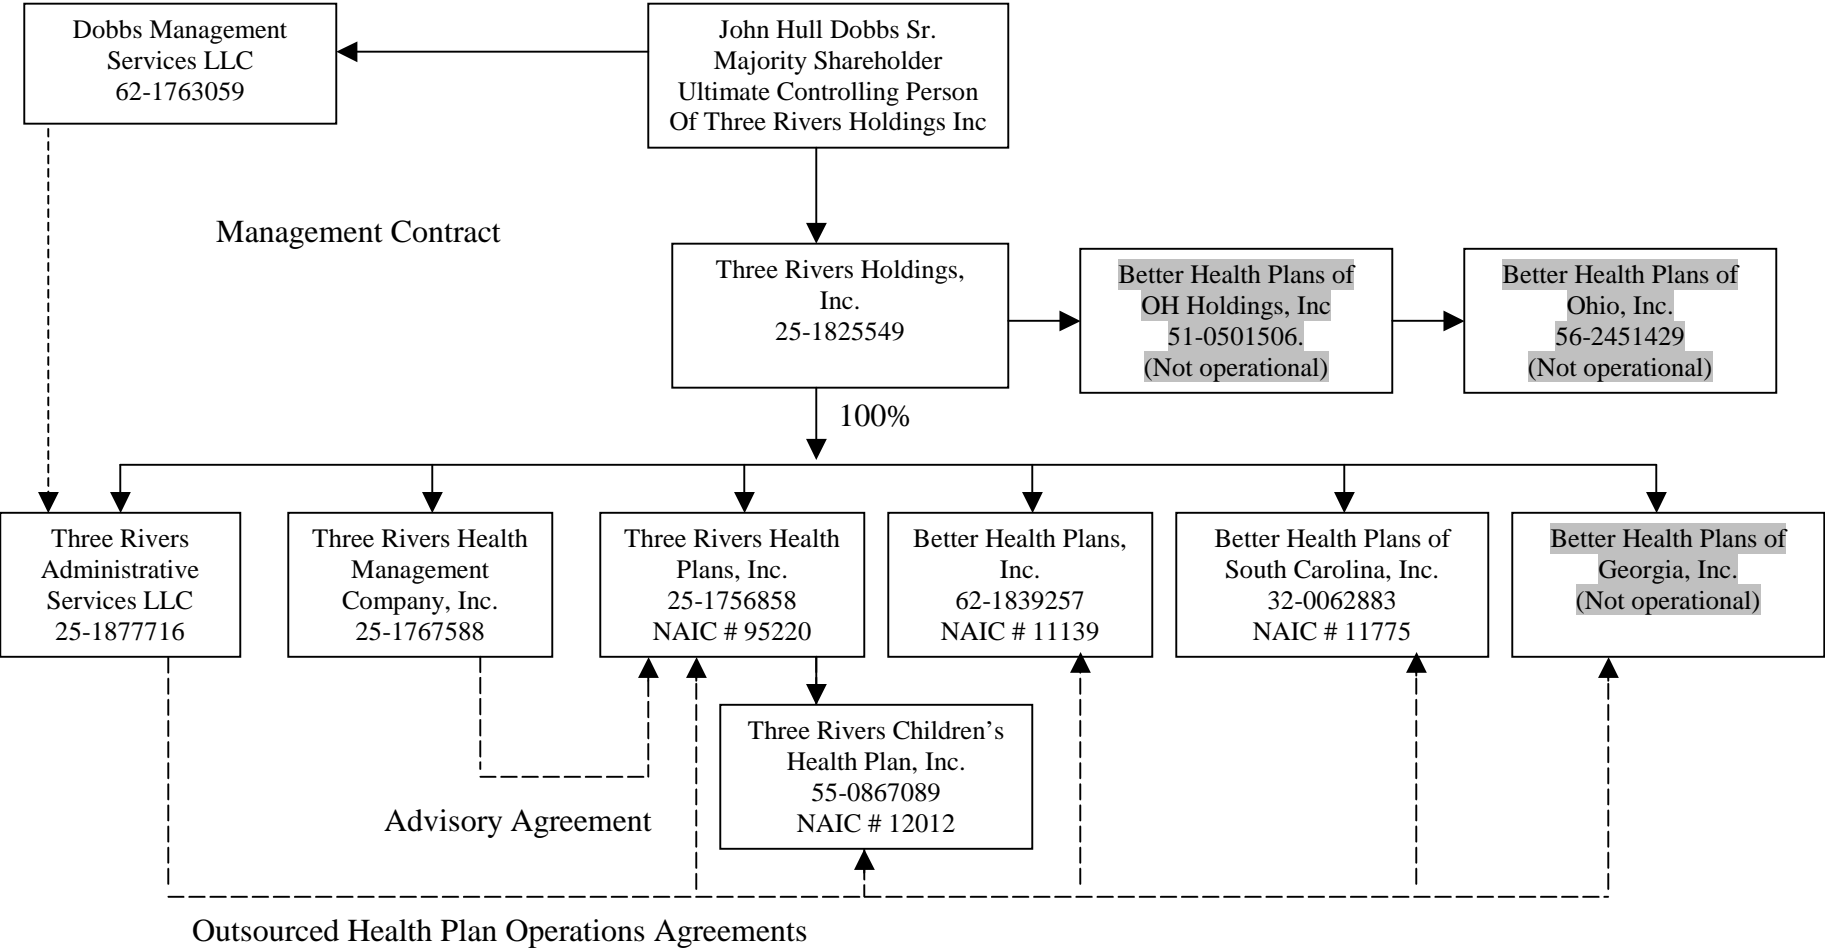 Dobbs Management
Services LLC
62-1763059
John Hull Dobbs Sr.
Majority Shareholder
Ultimate Controlling Person
Of Three Rivers Holdings Inc
Management Contract
Three Rivers Holdings,
Inc.
25-1825549
Better Health Plans of
OH Holdings, Inc
51-0501506.
(Not operational)
Better Health Plans of
Ohio, Inc.
56-2451429
(Not operational)
100%
Three Rivers
Administrative
Services LLC
25-1877716
Three Rivers Health
Management
Company, Inc.
25-1767588
Three Rivers Health
Plans, Inc.
25-1756858
NAIC # 95220
Better Health Plans,
Inc.
62-1839257
NAIC # 11139
Better Health Plans of
South Carolina, Inc.
32-0062883
NAIC # 11775
Better Health Plans of
Georgia, Inc.
(Not operational)
Three Rivers Children’s
Health Plan, Inc.
55-0867089
NAIC # 12012
Advisory Agreement
Outsourced Health Plan Operations Agreements